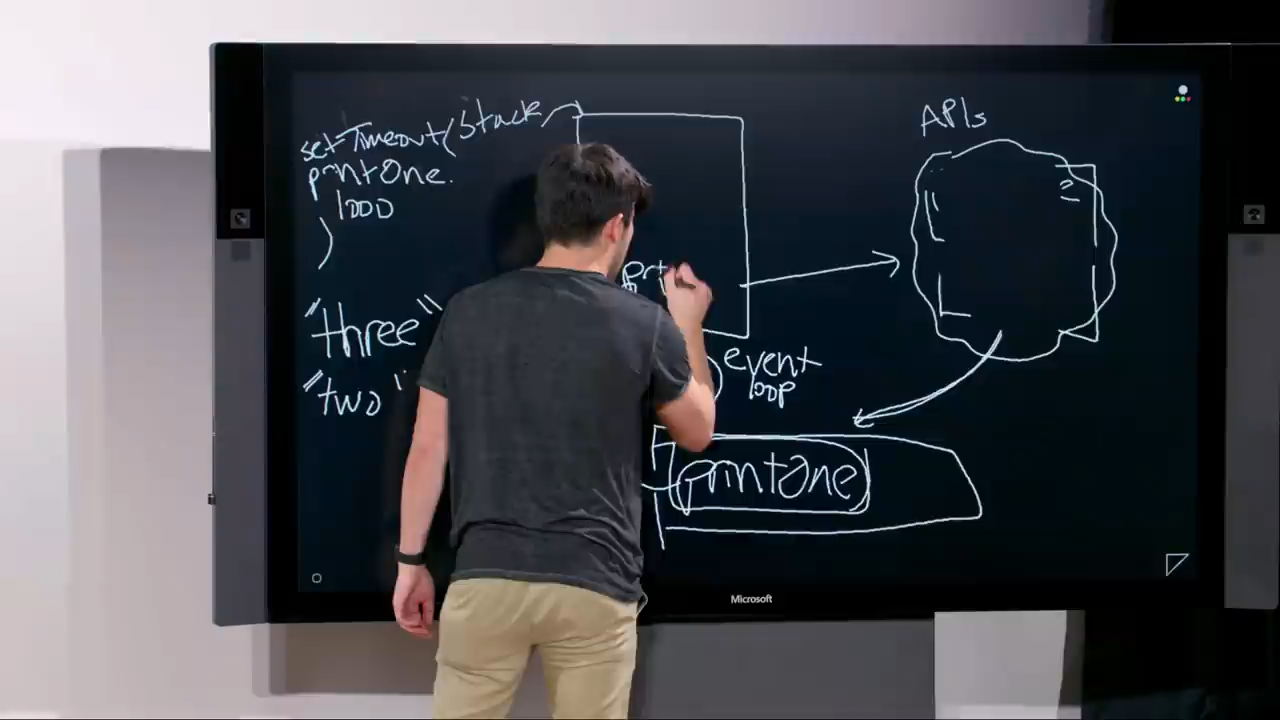 setTimeout(
printOne.
1000
)
stack
"three"
"two"
APIs
event
loop
printOne
Microsoft